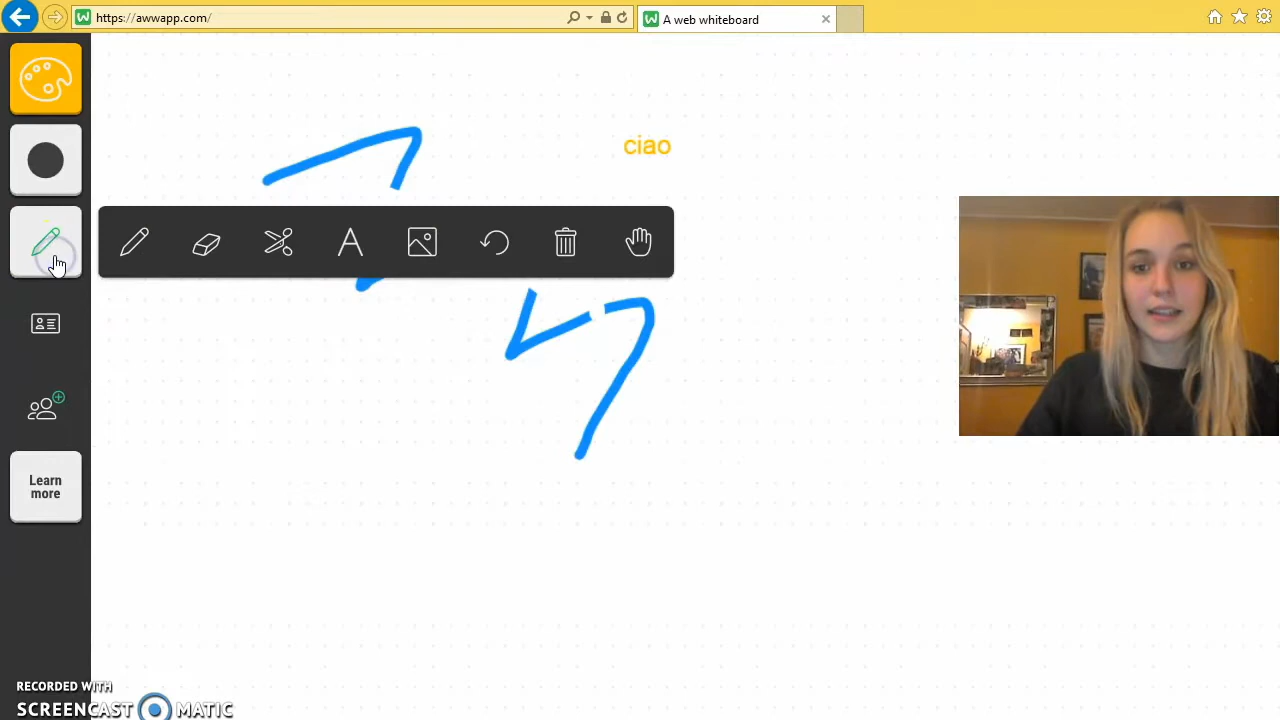 https://awwapp.com/
A web whiteboard
ciao
Learn
more
RECORDED WITH
SCREENCAST MATIC